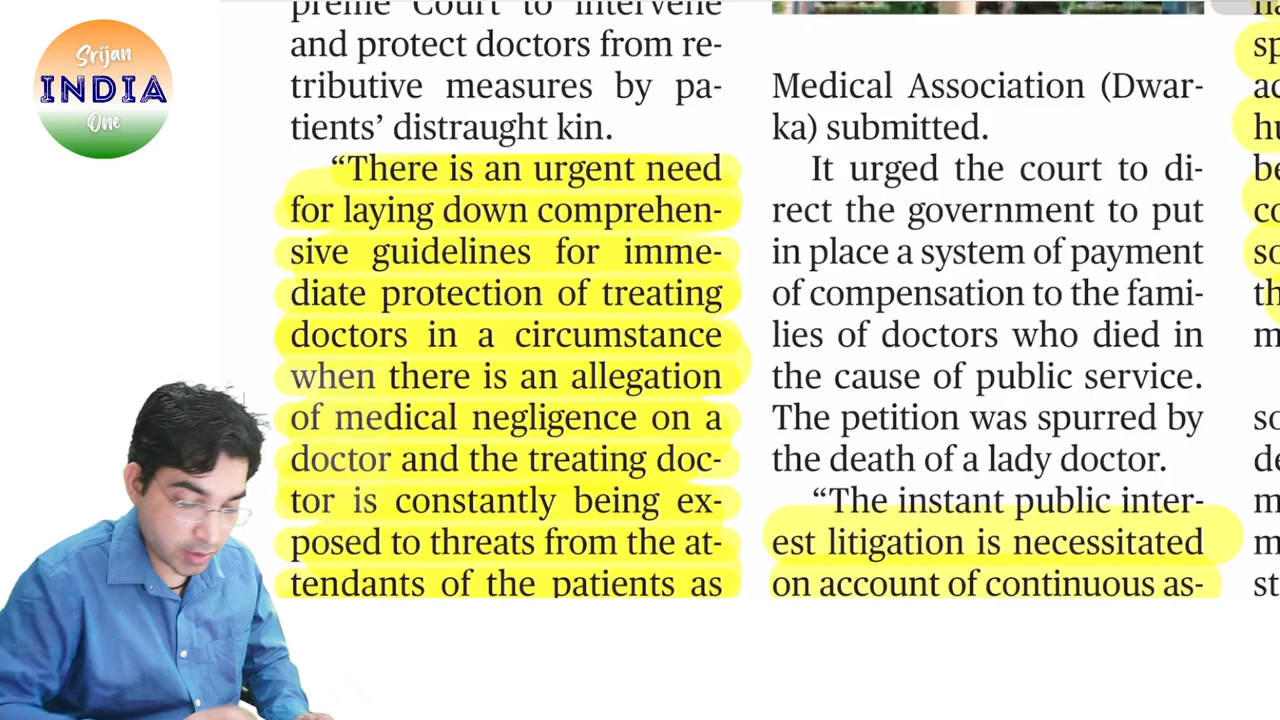 Srijan
INDIA
One
preme Court to intervene
and protect doctors from re-
tributive measures by pa-
tients’ distraught kin.
“There is an urgent need
for laying down comprehen-
sive guidelines for imme-
diate protection of treating
doctors in a circumstance
when there is an allegation
of medical negligence on a
doctor and the treating doc-
tor is constantly being ex-
posed to threats from the at-
tendants of the patients as
Medical Association (Dwar-
ka) submitted.
It urged the court to di-
rect the government to put
in place a system of payment
of compensation to the fami-
lies of doctors who died in
the cause of public service.
The petition was spurred by
the death of a lady doctor.
“The instant public inter-
est litigation is necessitated
on account of continuous as-